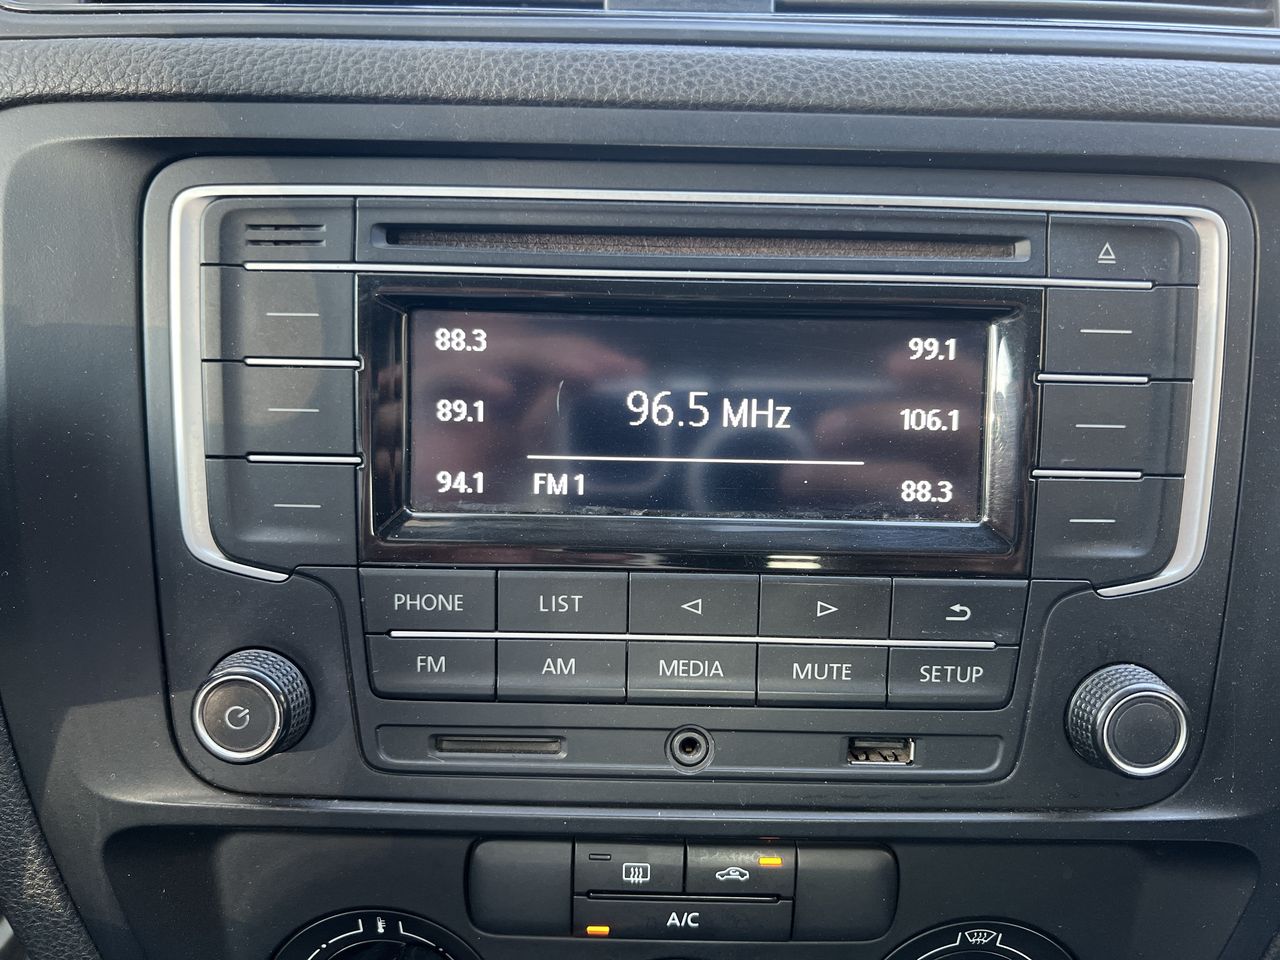 88.3
99.1
89.1
96.5 MHz
106.1
94.1
FM 1
88.3
PHONE
LIST
FM
AM
MEDIA
MUTE
SETUP
A/C